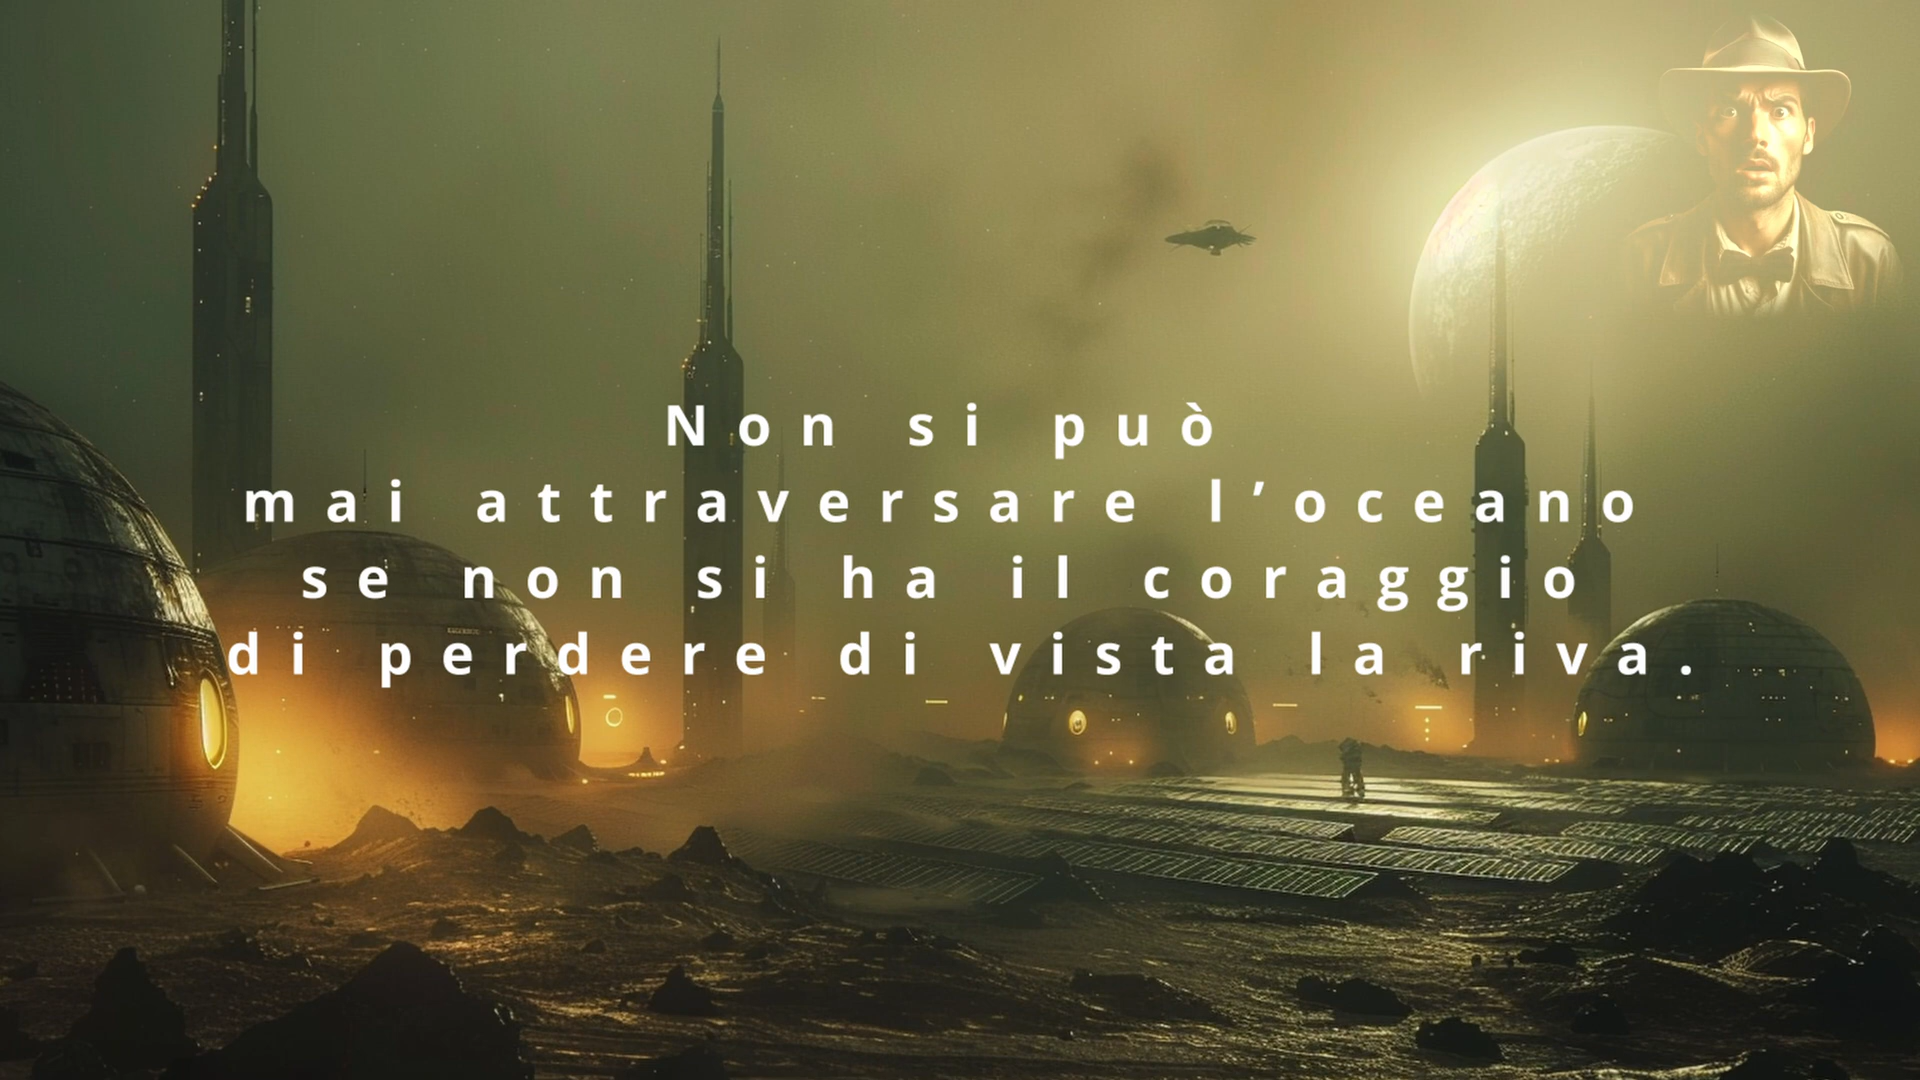 Non si può
mai attraversare l’oceano
se non si ha il coraggio
di perdere di vista la riva.